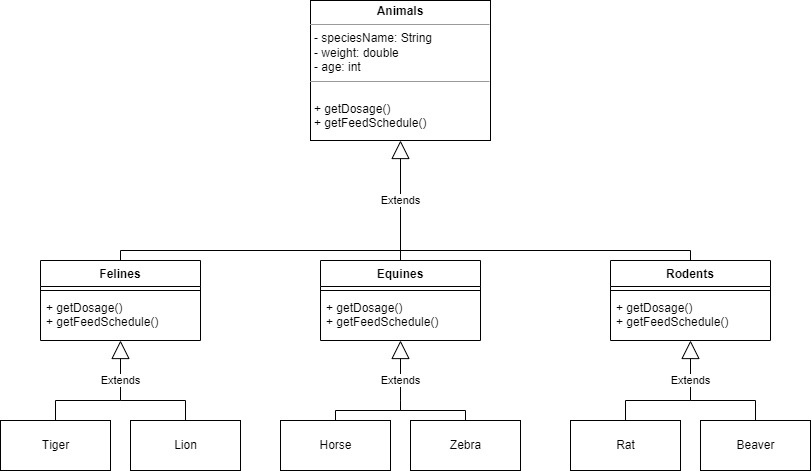 Animals
- speciesName: String
- weight: double
- age: int
+ getDosage()
+ getFeedSchedule()
Extends
Felines
+ getDosage()
+ getFeedSchedule()
Equines
+ getDosage()
+ getFeedSchedule()
Rodents
+ getDosage()
+ getFeedSchedule()
Extends
Extends
Extends
Tiger
Lion
Horse
Zebra
Rat
Beaver